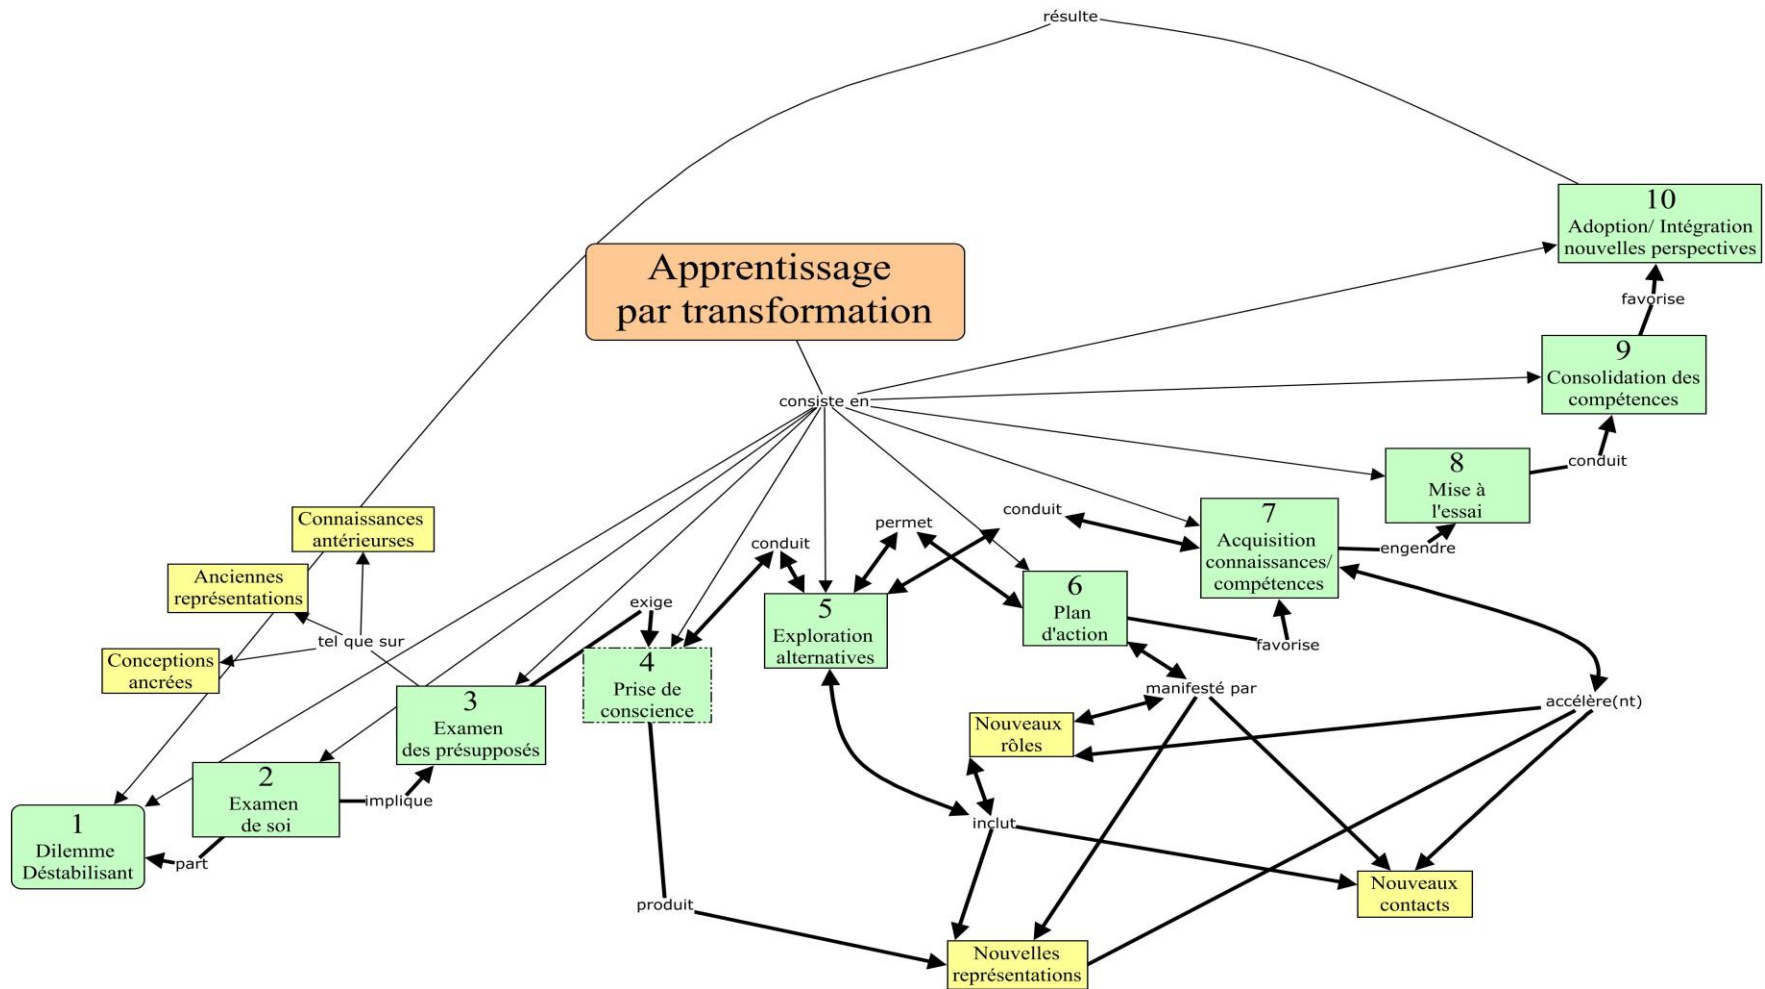 résulte
10
Adoption/ Intégration
nouvelles perspectives
Apprentissage
par transformation
favorise
9
Consolidation des
compétences
consiste en
8
Mise à
l'essai
conduit
7
Acquisition
connaissances/
compétences
engendre
conduit
permet
conduit
Connaissances
antérieurses
Anciennes
représentations
tel que sur
Conceptions
ancrées
exige
5
Exploration
alternatives
6
Plan
d'action
favorise
4
Prise de
conscience
3
Examen
des présupposés
manifesté par
accélère(nt)
Nouveaux
rôles
2
Examen
de soi
implique
1
Dilemme
Déstabilisant
part
inclut
produit
Nouveaux
contacts
Nouvelles
représentations